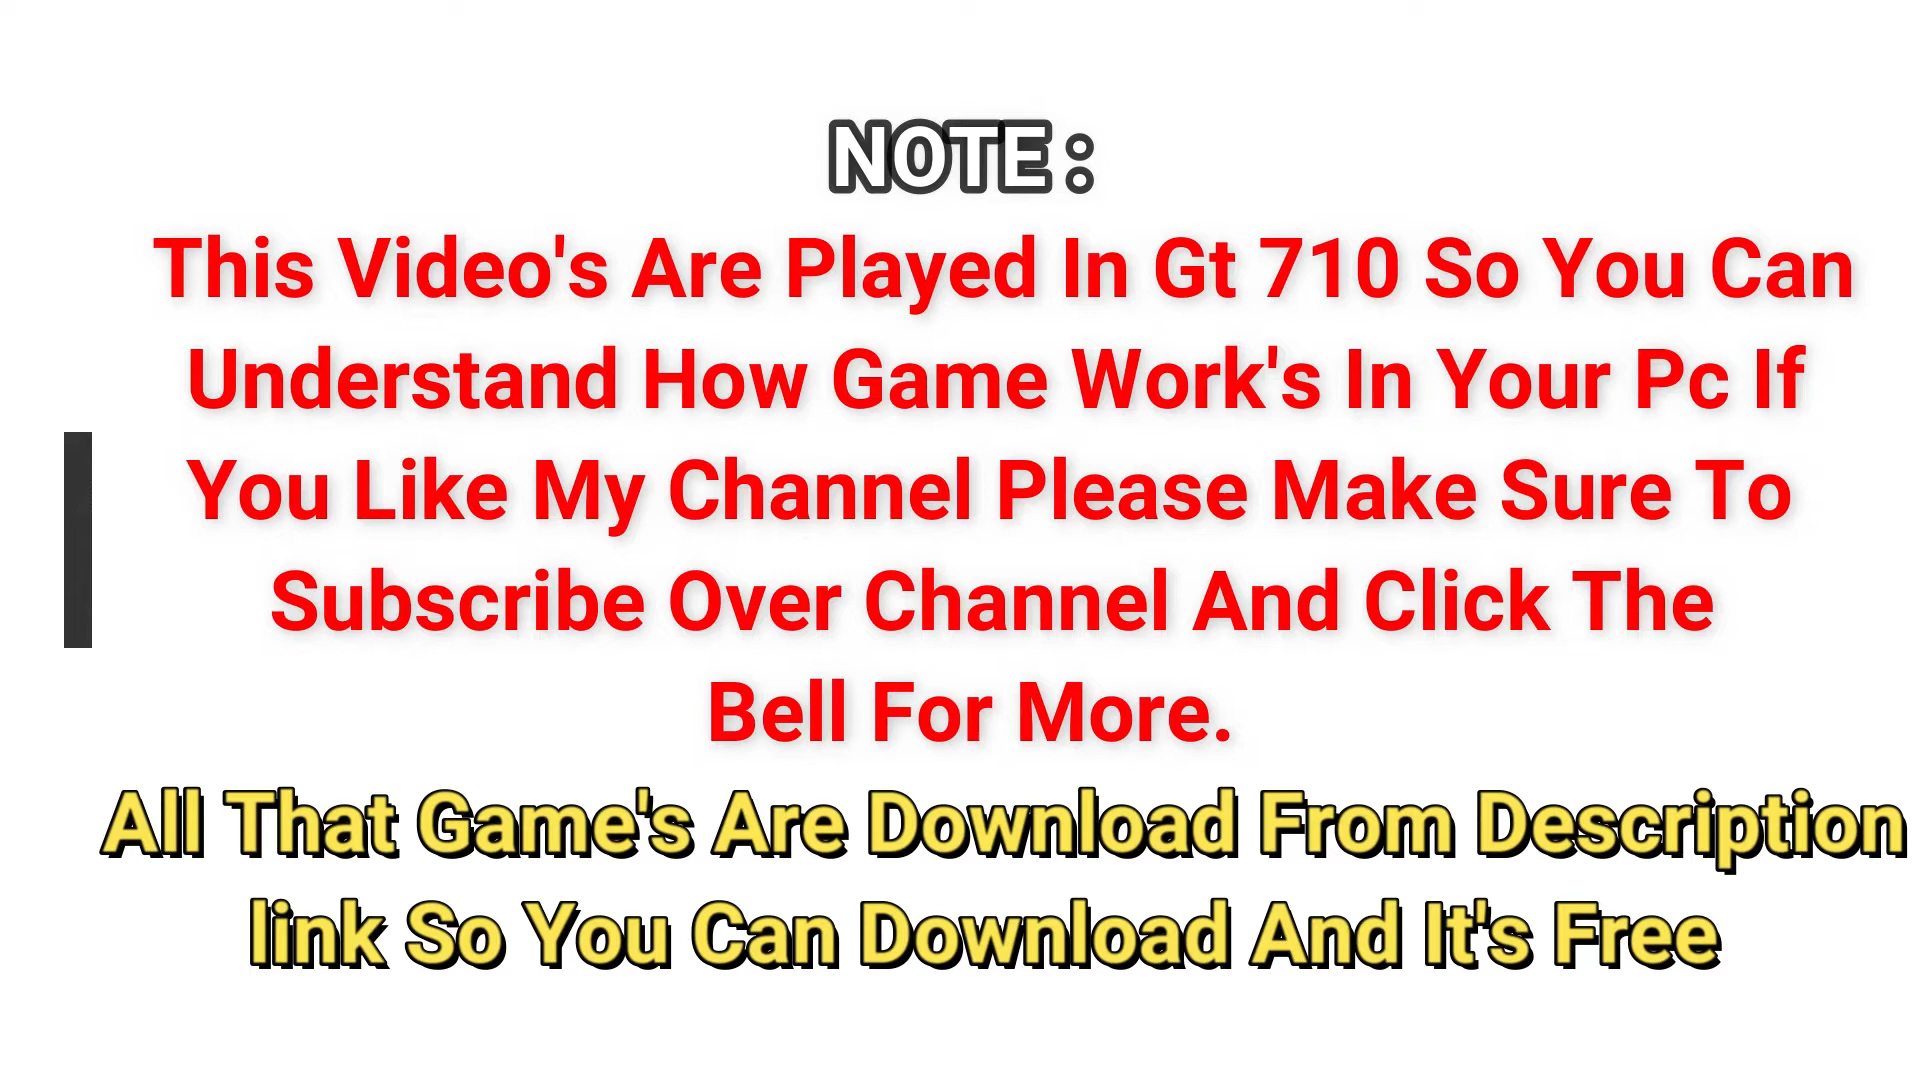 NOTE:
This Video's Are Played In Gt 710 So You Can
Understand How Game Work's In Your Pc If
You Like My Channel Please Make Sure To
Subscribe Over Channel And Click The
Bell For More.
All That Game's Are Download From Description
link So You Can Download And It's Free